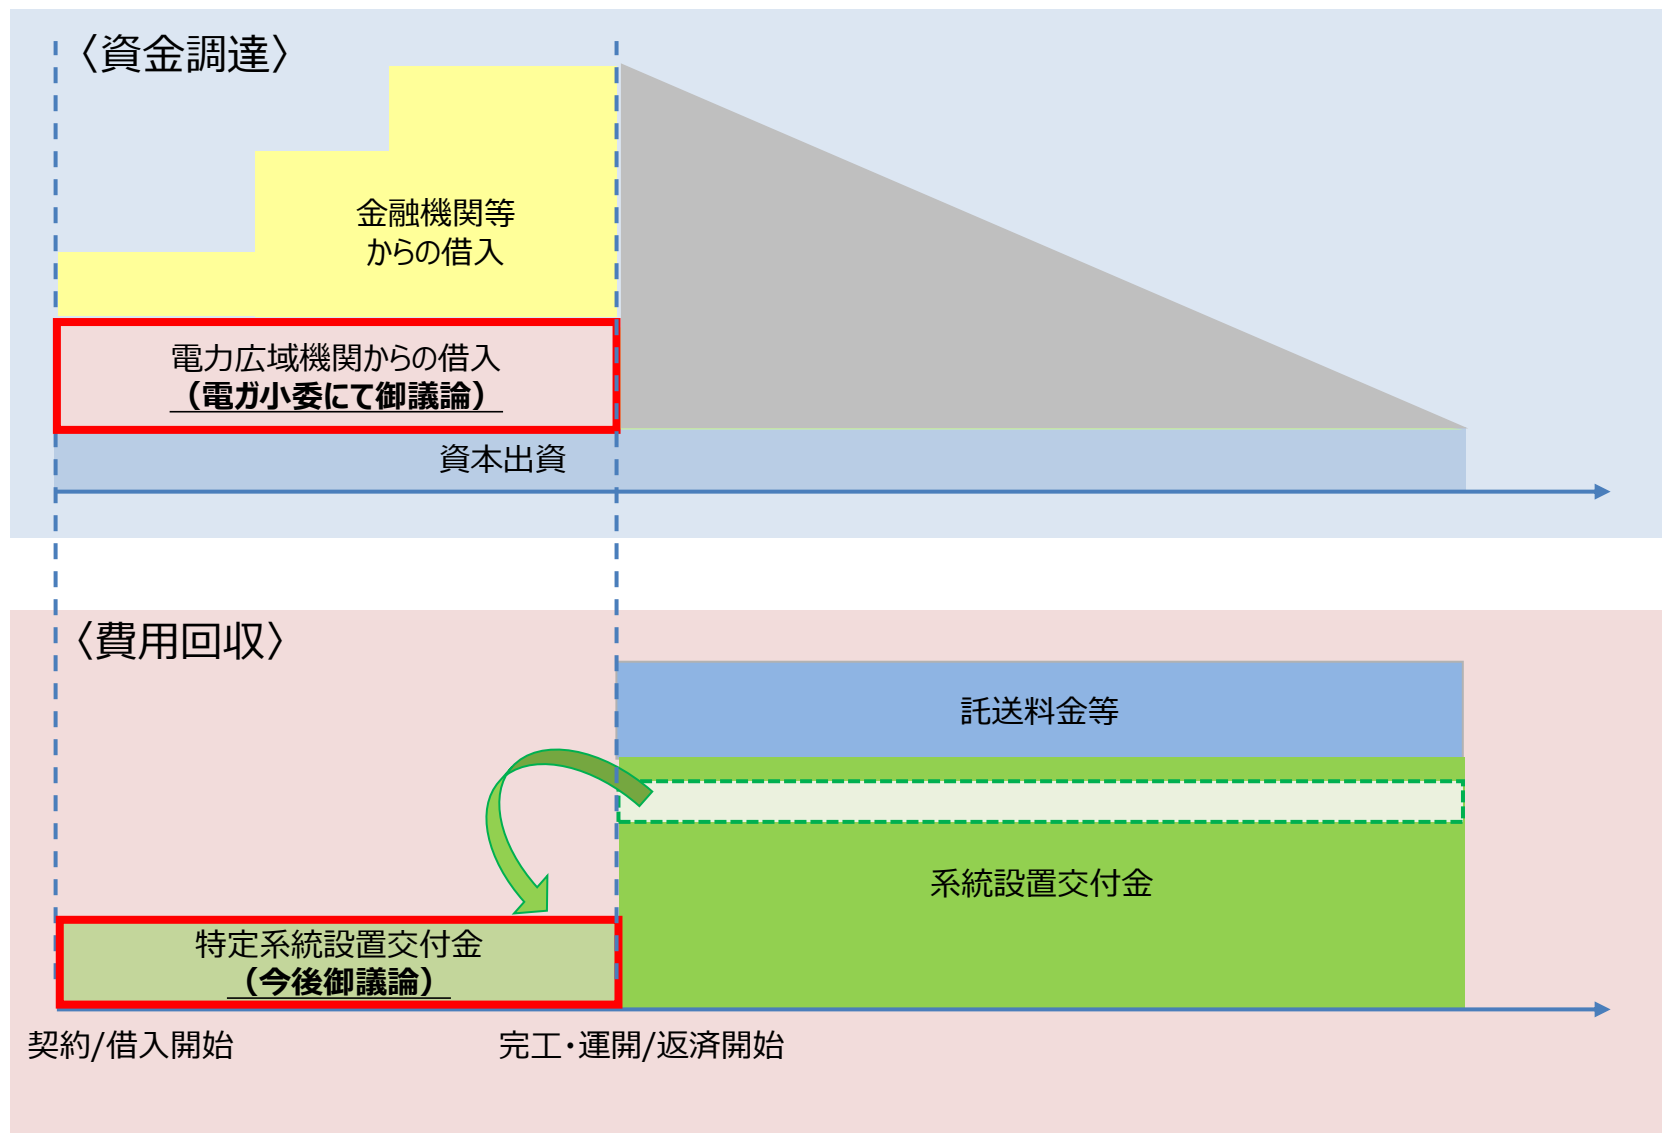 〈資金調達〉
金融機関等
からの借入
電力広域機関からの借入
（電ガ小委にて御議論）
資本出資
〈費用回収〉
託送料金等
系統設置交付金
特定系統設置交付金
（今後御議論）
契約/借入開始
完工・運開/返済開始